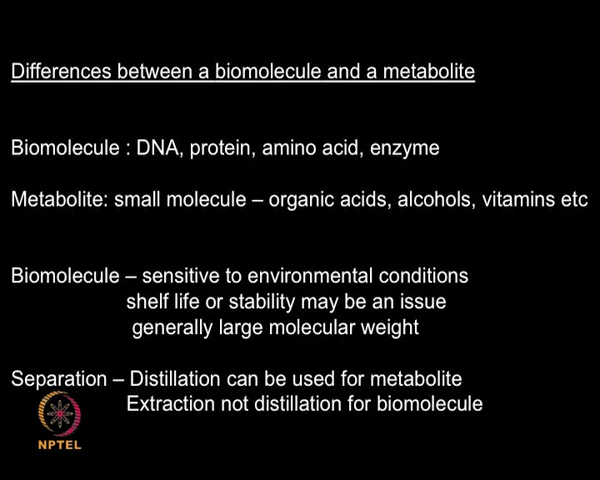 Differences between a biomolecule and a metabolite
Biomolecule : DNA, protein, amino acid, enzyme
Metabolite: small molecule – organic acids, alcohols, vitamins etc
Biomolecule – sensitive to environmental conditions
shelf life or stability may be an issue
generally large molecular weight
Separation – Distillation can be used for metabolite
Extraction not distillation for biomolecule
NPTEL